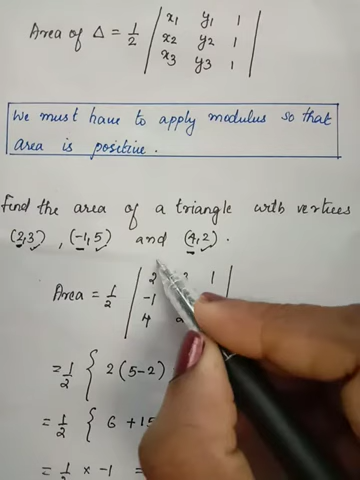 Area of Δ = 1/2 | x1 y1 1 |
| x2 y2 1 |
| x3 y3 1 |
We must have to apply modulus so that
area is positive.
Find the area of a triangle with vertices
(2,3), (-1,5) and (4,2).
Area = 1/2 | 2 3 1 |
-1
4 2
= 1/2 { 2(5-2)
= 1/2 { 6 + 15
= 1/2 × -1 =